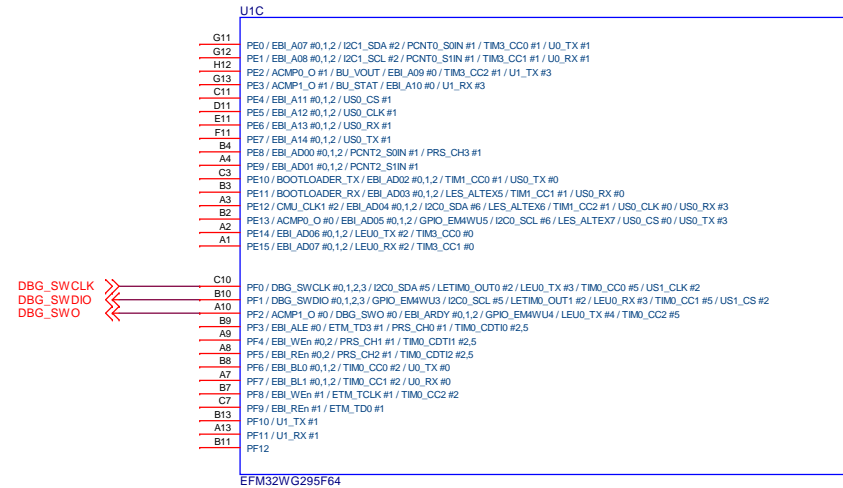 U1C
G11 PE0 / EBI_A07 #0,1,2 / I2C1_SDA #2 / PCNT0_S0IN #1 / TIM3_CC0 #1 / U0_TX #1
G12 PE1 / EBI_A08 #0,1,2 / I2C1_SCL #2 / PCNT0_S1IN #1 / TIM3_CC1 #1 / U0_RX #1
H12 PE2 / ACMP0_O #1 / BU_VOUT / EBI_A09 #0 / TIM3_CC2 #1 / U1_TX #3
G13 PE3 / ACMP1_O #1 / BU_STAT / EBI_A10 #0 / U1_RX #3
C11 PE4 / EBI_A11 #0,1,2 / US0_CS #1
D11 PE5 / EBI_A12 #0,1,2 / US0_CLK #1
E11 PE6 / EBI_A13 #0,1,2 / US0_RX #1
F11 PE7 / EBI_A14 #0,1,2 / US0_TX #1
B4 PE8 / EBI_AD00 #0,1,2 / PCNT2_S0IN #1 / PRS_CH3 #1
A4 PE9 / EBI_AD01 #0,1,2 / PCNT2_S1IN #1
C3 PE10 / BOOTLOADER_TX / EBI_AD02 #0,1,2 / TIM1_CC0 #1 / US0_TX #0
B3 PE11 / BOOTLOADER_RX / EBI_AD03 #0,1,2 / LES_ALTEX5 / TIM1_CC1 #1 / US0_RX #0
A3 PE12 / CMU_CLK1 #2 / EBI_AD04 #0,1,2 / I2C0_SDA #6 / LES_ALTEX6 / TIM1_CC2 #1 / US0_CLK #0 / US0_RX #3
B2 PE13 / ACMP0_O #0 / EBI_AD05 #0,1,2 / GPIO_EM4WU5 / I2C0_SCL #6 / LES_ALTEX7 / US0_CS #0 / US0_TX #3
A2 PE14 / EBI_AD06 #0,1,2 / LEU0_TX #2 / TIM3_CC0 #0
A1 PE15 / EBI_AD07 #0,1,2 / LEU0_RX #2 / TIM3_CC1 #0
DBG_SWCLK C10 PF0 / DBG_SWCLK #0,1,2,3 / I2C0_SDA #5 / LETIM0_OUT0 #2 / LEU0_TX #3 / TIM0_CC0 #5 / US1_CLK #2
DBG_SWDIO B10 PF1 / DBG_SWDIO #0,1,2,3 / GPIO_EM4WU3 / I2C0_SCL #5 / LETIM0_OUT1 #2 / LEU0_RX #3 / TIM0_CC1 #5 / US1_CS #2
DBG_SWO A10 PF2 / ACMP1_O #0 / DBG_SWO #0 / EBI_ARDY #0,1,2 / GPIO_EM4WU4 / LEU0_TX #4 / TIM0_CC2 #5
B9 PF3 / EBI_ALE #0 / ETM_TD3 #1 / PRS_CH0 #1 / TIM0_CDTI0 #2,5
A9 PF4 / EBI_WEn #0,2 / PRS_CH1 #1 / TIM0_CDTI1 #2,5
A8 PF5 / EBI_REn #0,2 / PRS_CH2 #1 / TIM0_CDTI2 #2,5
B8 PF6 / EBI_BL0 #0,1,2 / TIM0_CC0 #2 / U0_TX #0
A7 PF7 / EBI_BL1 #0,1,2 / TIM0_CC1 #2 / U0_RX #0
B7 PF8 / EBI_WEn #1 / ETM_TCLK #1 / TIM0_CC2 #2
C7 PF9 / EBI_REn #1 / ETM_TD0 #1
B13 PF10 / U1_TX #1
A13 PF11 / U1_RX #1
B11 PF12
EFM32WG295F64